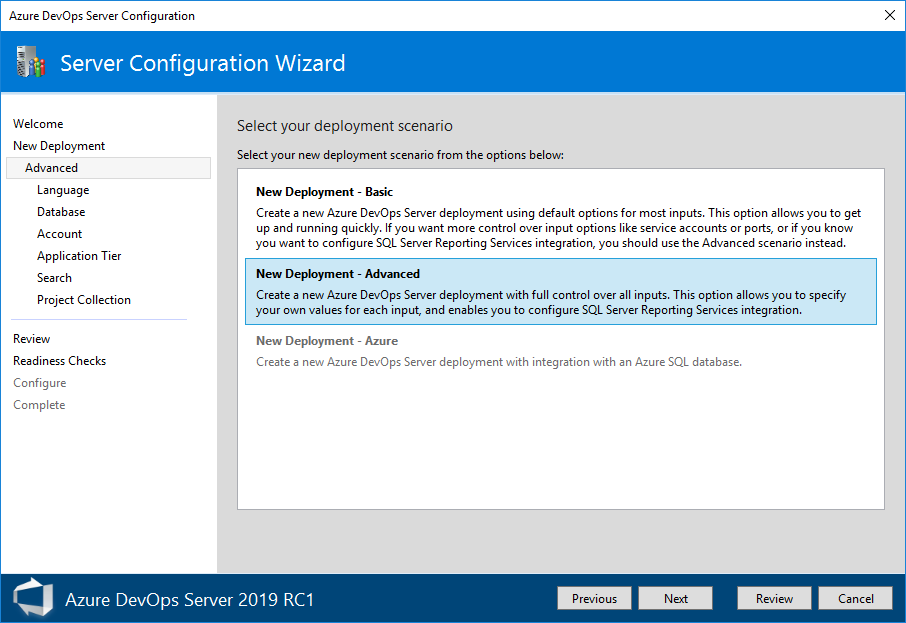 Azure DevOps Server Configuration
Server Configuration Wizard
Welcome
New Deployment
Advanced
Language
Database
Account
Application Tier
Search
Project Collection
Review
Readiness Checks
Configure
Complete
Select your deployment scenario
Select your new deployment scenario from the options below:
New Deployment - Basic
Create a new Azure DevOps Server deployment using default options for most inputs. This option allows you to get
up and running quickly. If you want more control over input options like service accounts or ports, or if you know
you want to configure SQL Server Reporting Services integration, you should use the Advanced scenario instead.
New Deployment - Advanced
Create a new Azure DevOps Server deployment with full control over all inputs. This option allows you to specify
your own values for each input, and enables you to configure SQL Server Reporting Services integration.
New Deployment - Azure
Create a new Azure DevOps Server deployment with integration with an Azure SQL database.
Azure DevOps Server 2019 RC1
Previous
Next
Review
Cancel